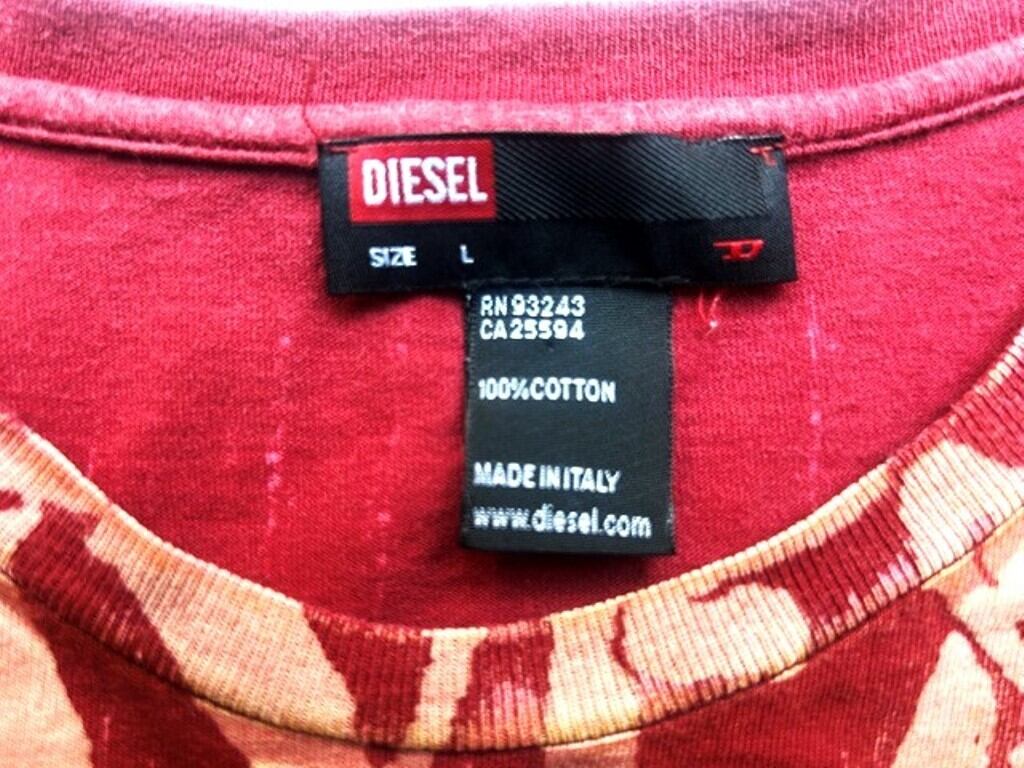 DIESEL
SIZE L
D
RN 93243
CA 25594
100% COTTON
MADE IN ITALY
www.diesel.com